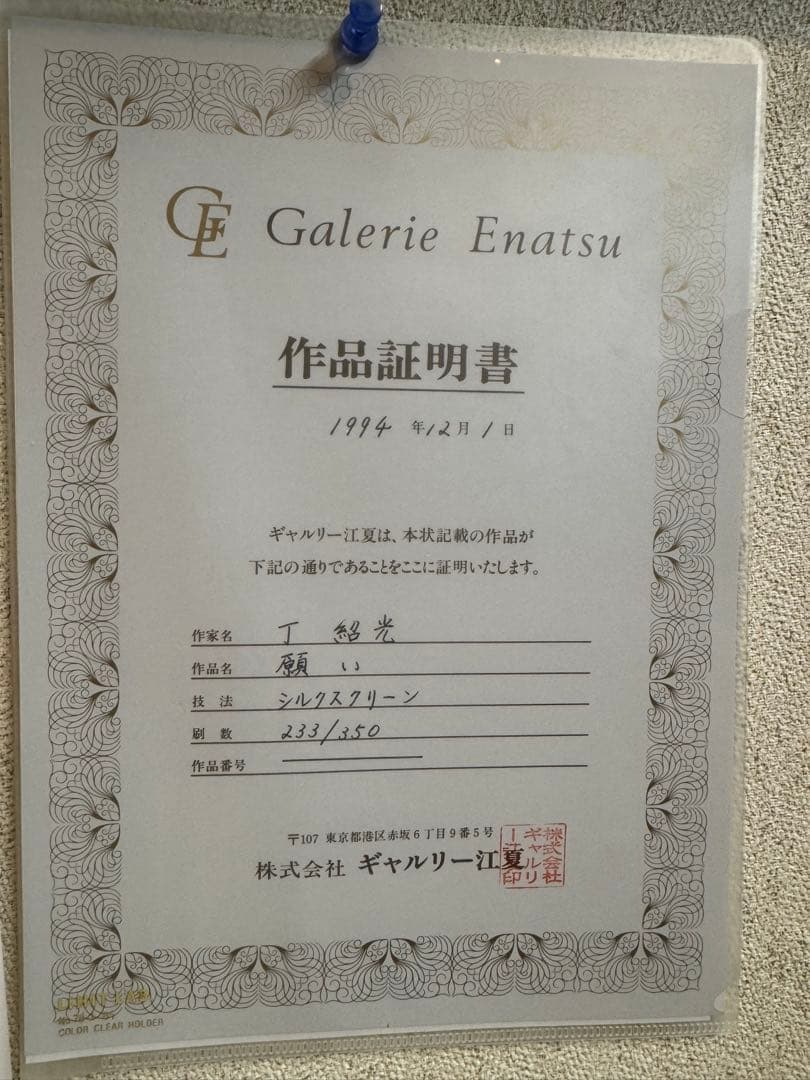 GE Galerie Enatsu
作品証明書
1994 年 12 月 1 日
ギャルリー江夏は、本状記載の作品が
下記の通りであることをここに証明いたします。
作家名 丁 紹光
作品名 願い
技 法 シルクスクリーン
刷 数 233/350
作品番号
〒107 東京都港区赤坂6丁目9番5号
株式会社 ギャルリー江夏
株式会社
ギャルリ
ー江夏印
COLOR CLEAR HOLDER